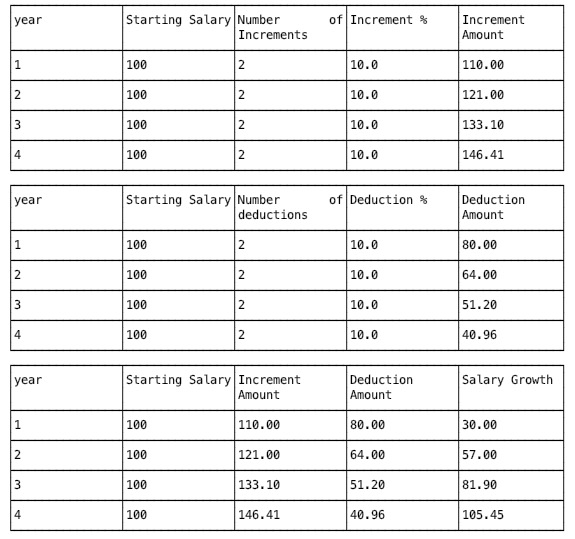 year Starting Salary Number of Increments Increment % Increment Amount
1 100 2 10.0 110.00
2 100 2 10.0 121.00
3 100 2 10.0 133.10
4 100 2 10.0 146.41
year Starting Salary Number of deductions Deduction % Deduction Amount
1 100 2 10.0 80.00
2 100 2 10.0 64.00
3 100 2 10.0 51.20
4 100 2 10.0 40.96
year Starting Salary Increment Amount Deduction Amount Salary Growth
1 100 110.00 80.00 30.00
2 100 121.00 64.00 57.00
3 100 133.10 51.20 81.90
4 100 146.41 40.96 105.45